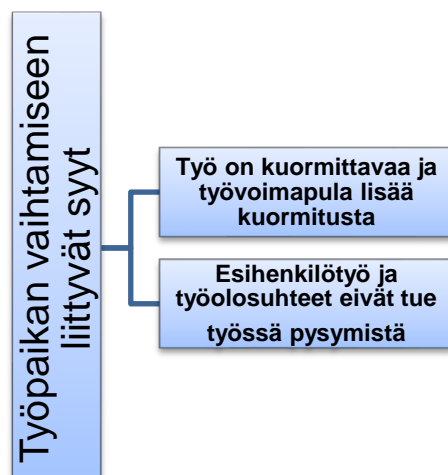 Työpaikan vaihtamiseen
liittyvät syyt
Työ on kuormittavaa ja
työvoimapula lisää
kuormitusta
Esihenkilötyö ja
työolosuhteet eivät tue
työssä pysymistä